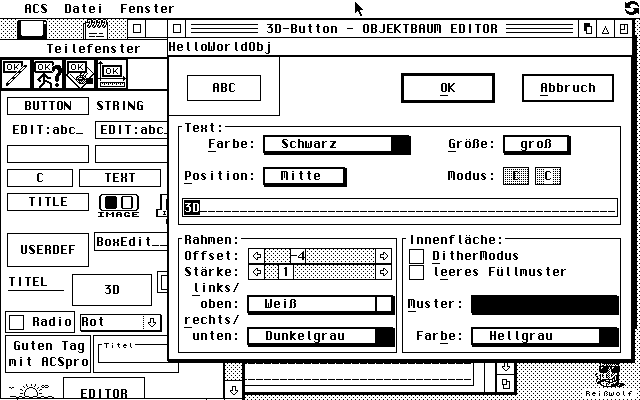 ACS Datei Fenster
3D-Button - OBJEKTBAUM EDITOR
Teilefenster
HelloWorldObj
OK OK ? OK OK
ABC OK Abbruch
BUTTON STRING
EDIT:abc_ EDIT:abc_
C TEXT
TITLE IMAGE
USERDEF BoxEdit__
TITEL 3D
Radio Rot
Guten Tag
mit ACSpro
Titel
EDITOR
Text:
Farbe: Schwarz Größe: groß
Position: Mitte Modus: E C
3D
Rahmen:
Offset: -4
Stärke: 1
links/
oben: Weiß
rechts/
unten: Dunkelgrau
Innenfläche:
DitherModus
leeres Füllmuster
Muster:
Farbe: Hellgrau
Reißwolf